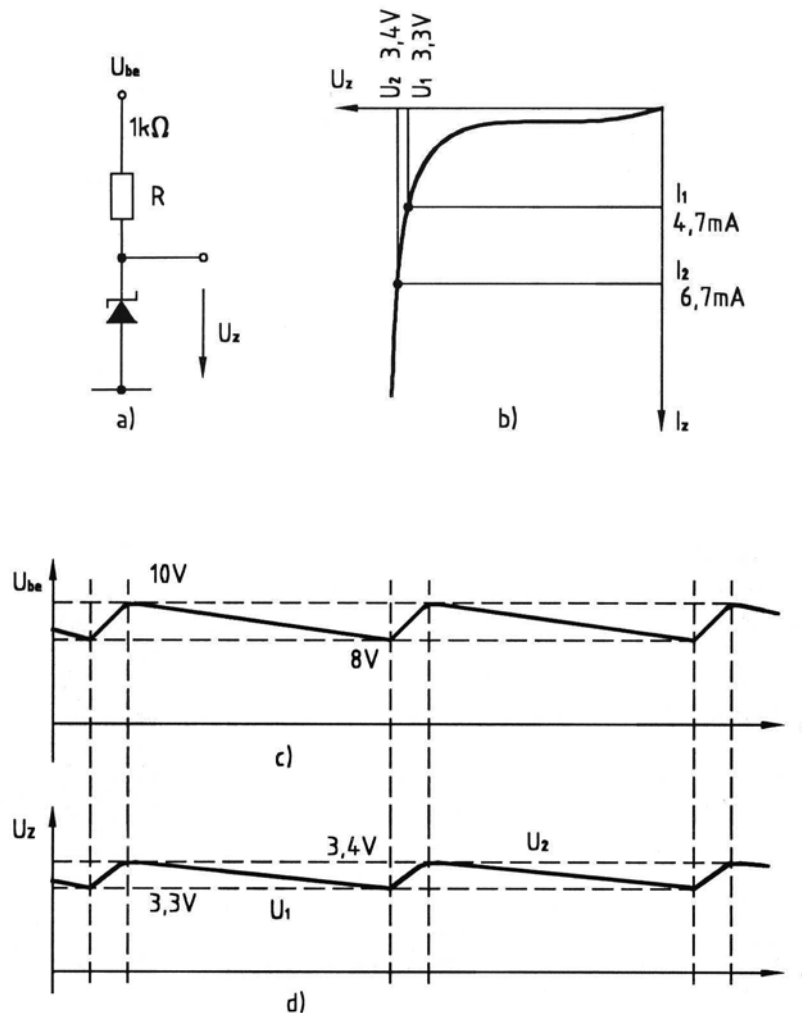 Ube
1kΩ
R
Uz
a)
U2 3,4V
U1 3,3V
Uz
I1
4,7mA
I2
6,7mA
b)
Iz
Ube
10V
8V
c)
Uz
3,4V
U2
3,3V
U1
d)